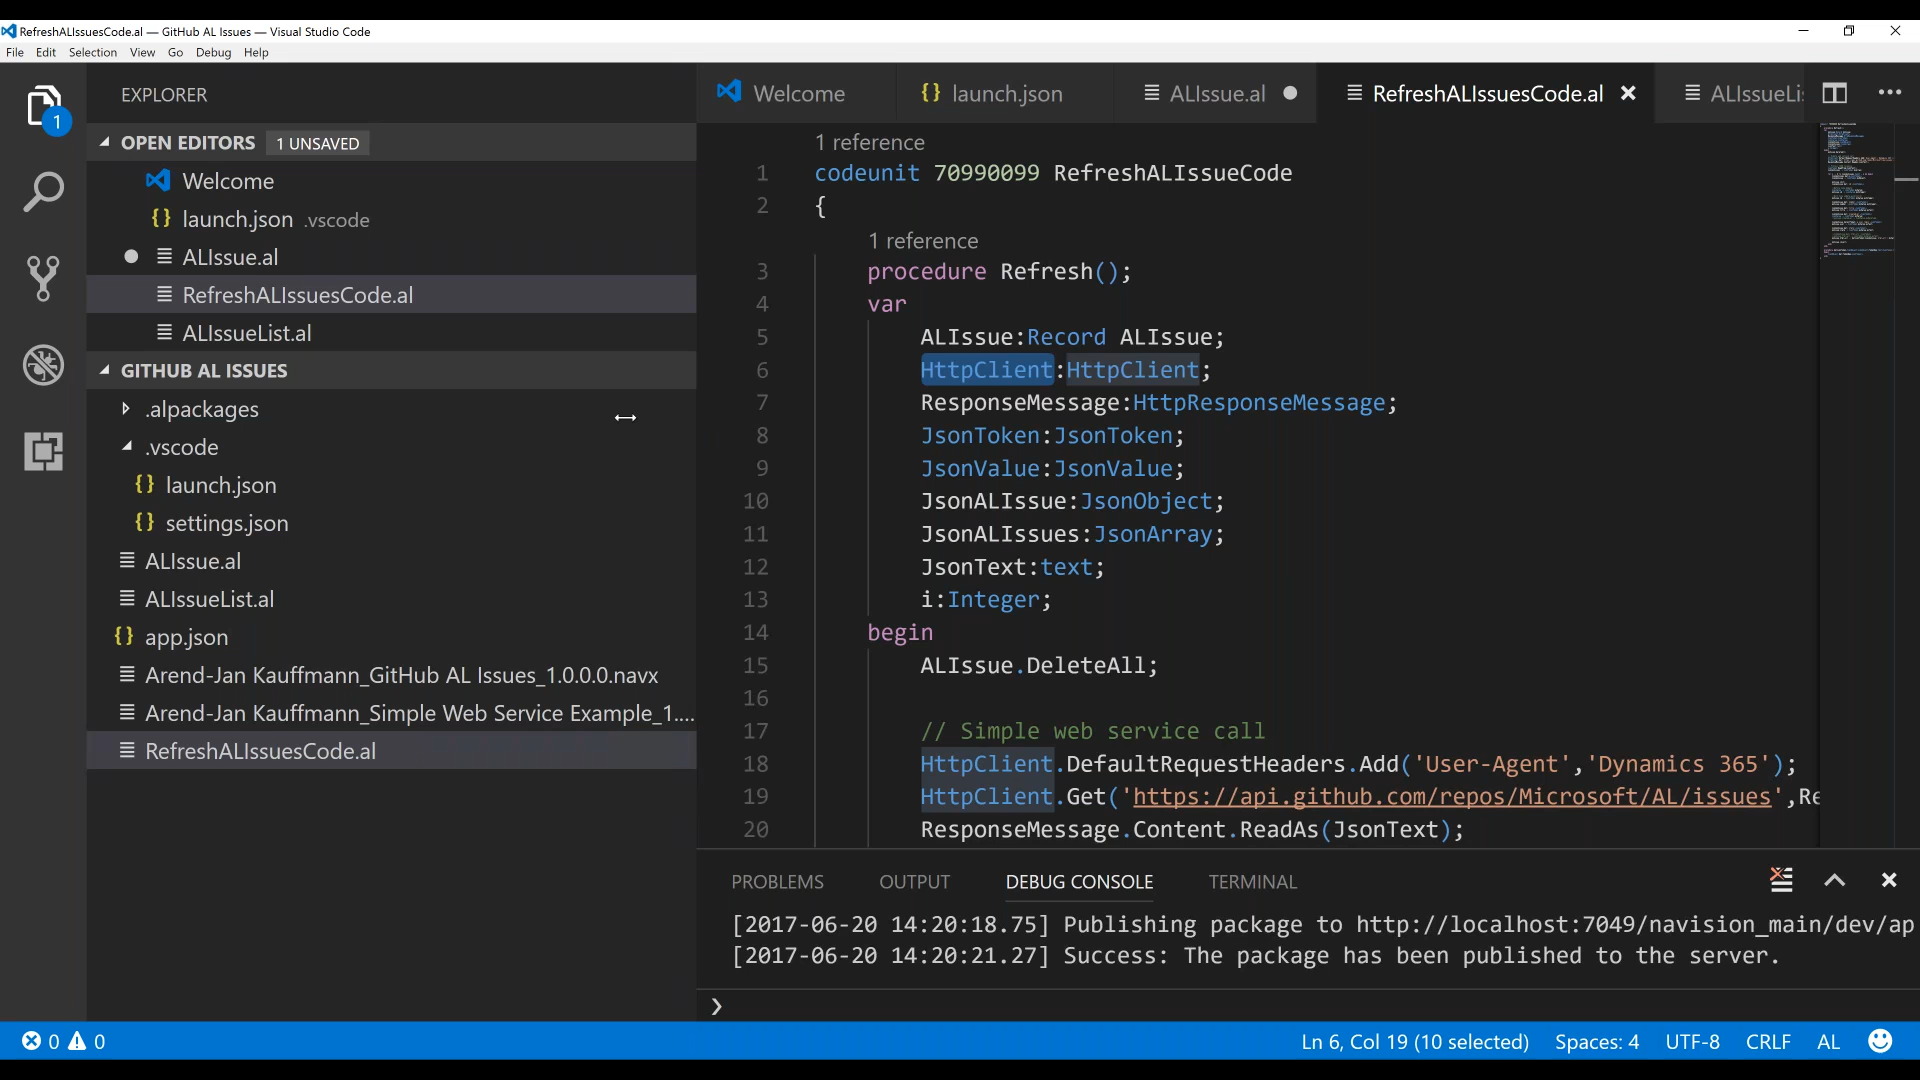 RefreshALIssuesCode.al — GitHub AL Issues — Visual Studio Code
File Edit Selection View Go Debug Help
EXPLORER
1
OPEN EDITORS 1 UNSAVED
Welcome
launch.json .vscode
ALIssue.al
RefreshALIssuesCode.al
ALIssueList.al
GITHUB AL ISSUES
.alpackages
.vscode
{} launch.json
{} settings.json
ALIssue.al
ALIssueList.al
{} app.json
Arend-Jan Kauffmann_GitHub AL Issues_1.0.0.0.navx
Arend-Jan Kauffmann_Simple Web Service Example_1....
RefreshALIssuesCode.al
Welcome {} launch.json ALIssue.al RefreshALIssuesCode.al ALIssueLi
1 reference
1 codeunit 70990099 RefreshALIssueCode
2 {
1 reference
3 procedure Refresh();
4 var
5 ALIssue:Record ALIssue;
6 HttpClient:HttpClient;
7 ResponseMessage:HttpResponseMessage;
8 JsonToken:JsonToken;
9 JsonValue:JsonValue;
10 JsonALIssue:JsonObject;
11 JsonALIssues:JsonArray;
12 JsonText:text;
13 i:Integer;
14 begin
15 ALIssue.DeleteAll;
16
17 // Simple web service call
18 HttpClient.DefaultRequestHeaders.Add('User-Agent','Dynamics 365');
19 HttpClient.Get('https://api.github.com/repos/Microsoft/AL/issues',Re
20 ResponseMessage.Content.ReadAs(JsonText);
PROBLEMS OUTPUT DEBUG CONSOLE TERMINAL
[2017-06-20 14:20:18.75] Publishing package to http://localhost:7049/navision_main/dev/ap
[2017-06-20 14:20:21.27] Success: The package has been published to the server.
0 0 Ln 6, Col 19 (10 selected) Spaces: 4 UTF-8 CRLF AL